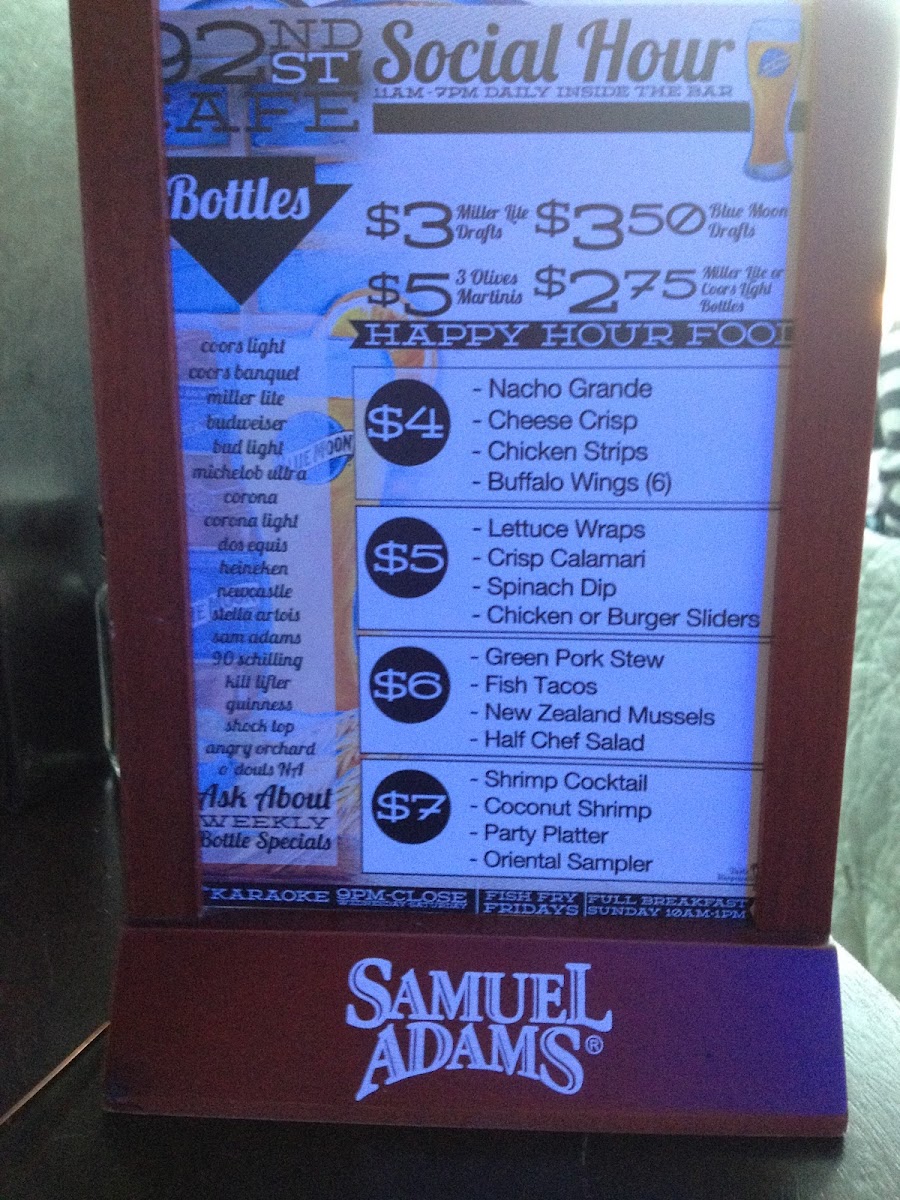 92ND
ST
CAFE
Social Hour
11AM-7PM DAILY INSIDE THE BAR
Bottles
$3 Miller Lite Drafts
$3.50 Blue Moon Drafts
$5 3 Olives Martinis
$2.75 Miller Lite or Coors Light Bottles
HAPPY HOUR FOOD
coors light
coors banquet
miller lite
budweiser
bud light
michelob ultra
corona
corona light
dos equis
heineken
newcastle
stella artois
sam adams
90 schilling
kilt lifter
guinness
shock top
angry orchard
o'douls NA
Ask About
WEEKLY
Bottle Specials
BLUE MOON
$4
- Nacho Grande
- Cheese Crisp
- Chicken Strips
- Buffalo Wings (6)
$5
- Lettuce Wraps
- Crisp Calamari
- Spinach Dip
- Chicken or Burger Sliders
$6
- Green Pork Stew
- Fish Tacos
- New Zealand Mussels
- Half Chef Salad
$7
- Shrimp Cocktail
- Coconut Shrimp
- Party Platter
- Oriental Sampler
KARAOKE 9PM-CLOSE
FISH FRY
FRIDAYS
FULL BREAKFAST
SUNDAY 10AM-1PM
SAMUEL
ADAMS®